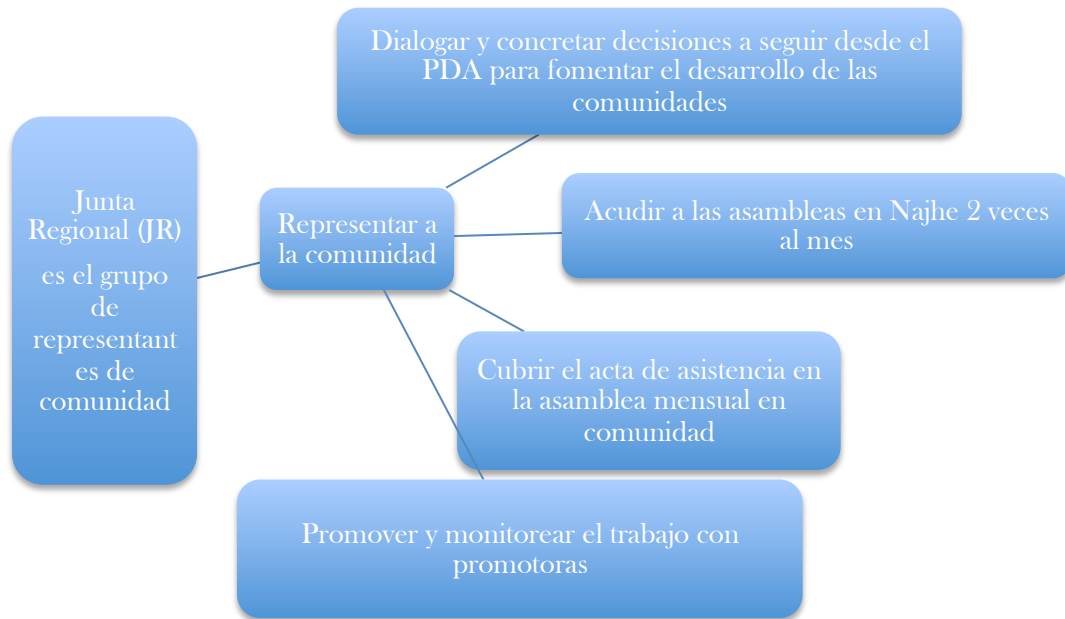 Dialogar y concretar decisiones a seguir desde el
PDA para fomentar el desarrollo de las
comunidades
Junta
Regional (JR)
es el grupo
de
representant
es de
comunidad
Representar a
la comunidad
Acudir a las asambleas en Najhe 2 veces
al mes
Cubrir el acta de asistencia en
la asamblea mensual en
comunidad
Promover y monitorear el trabajo con
promotoras